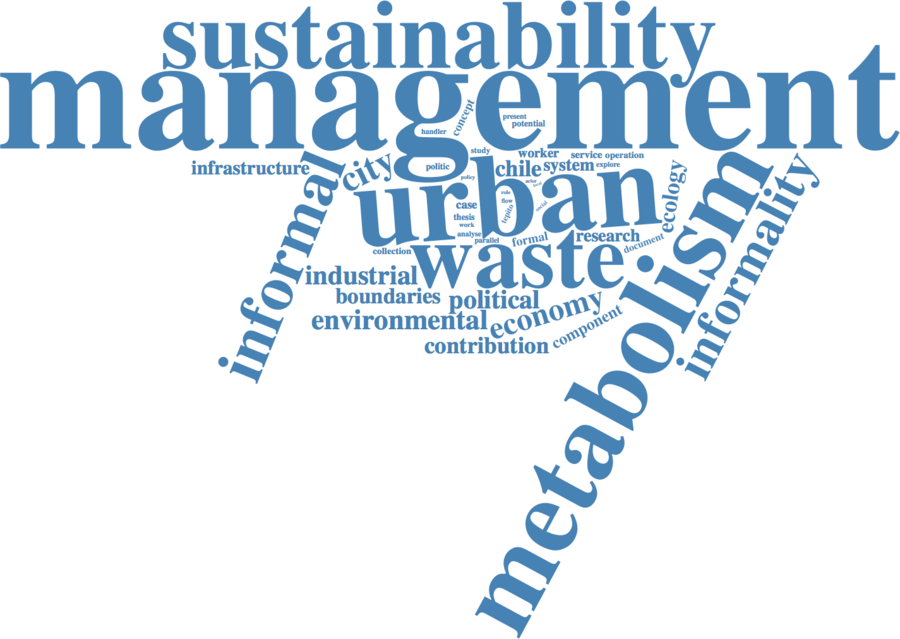 sustainability
management
handler
concept
present
potential
study
worker
service operation
infrastructure
city
politic
chile
system
explore
policy
urban
role
flow
tepito
social
case
thesis
work
analyse
parallel
formal
research
document
ecology
informal
collection
waste
metabolism
informality
industrial
boundaries
political
environmental
economy
component
contribution